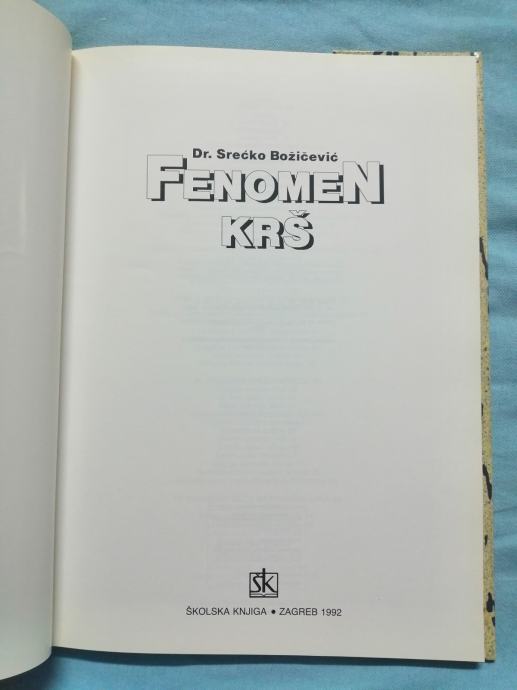 Dr. Srećko Božičević
FENOMEN
KRŠ
ŠK
ŠKOLSKA KNJIGA • ZAGREB 1992